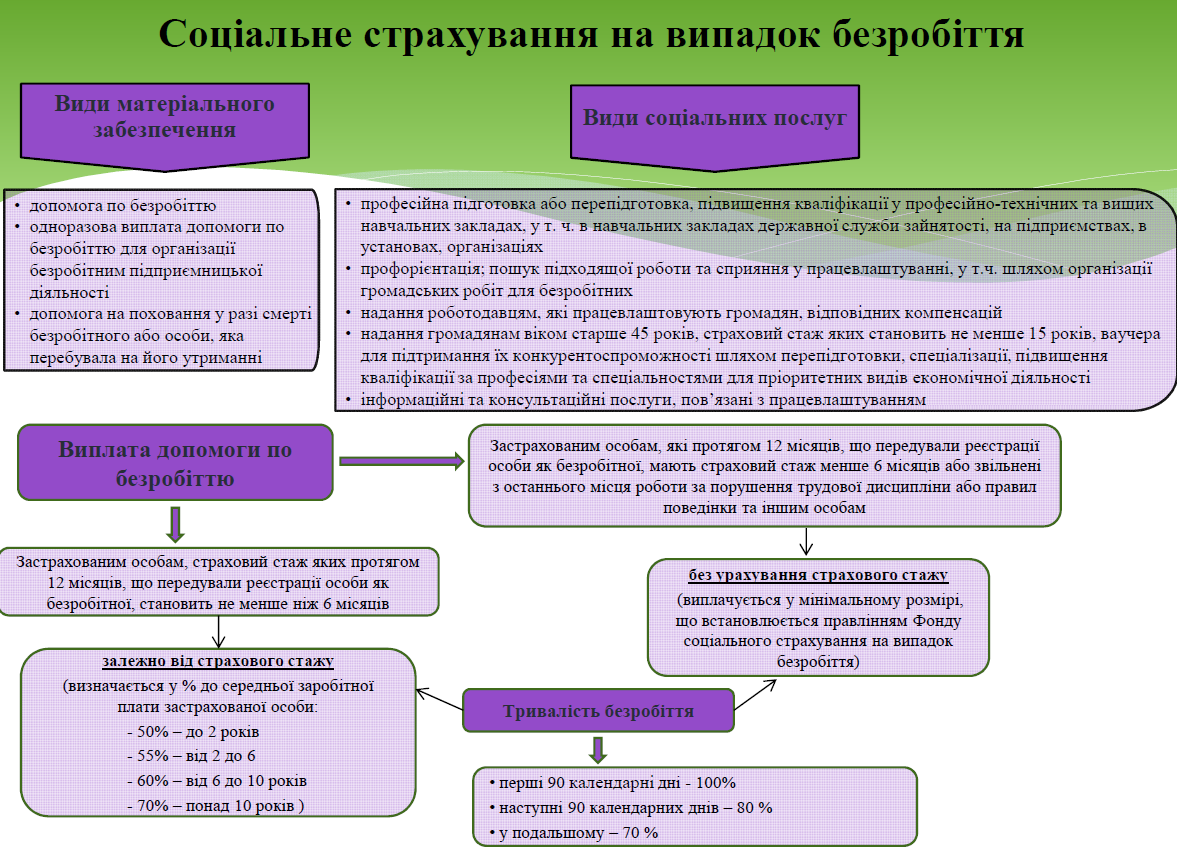 Соціальне страхування на випадок безробіття
Види матеріального
забезпечення
Види соціальних послуг
• допомога по безробіттю
• одноразова виплата допомоги по
безробіттю для організації
безробітним підприємницької
діяльності
• допомога на поховання у разі смерті
безробітного або особи, яка
перебувала на його утриманні
• професійна підготовка або перепідготовка, підвищення кваліфікації у професійно-технічних та вищих
навчальних закладах, у т. ч. в навчальних закладах державної служби зайнятості, на підприємствах, в
установах, організаціях
• профорієнтація; пошук підходящої роботи та сприяння у працевлаштуванні, у т.ч. шляхом організації
громадських робіт для безробітних
• надання роботодавцям, які працевлаштовують громадян, відповідних компенсацій
• надання громадянам віком старше 45 років, страховий стаж яких становить не менше 15 років, ваучера
для підтримання їх конкурентоспроможності шляхом перепідготовки, спеціалізації, підвищення
кваліфікації за професіями та спеціальностями для пріоритетних видів економічної діяльності
• інформаційні та консультаційні послуги, пов’язані з працевлаштуванням
Виплата допомоги по
безробіттю
Застрахованим особам, які протягом 12 місяців, що передували реєстрації
особи як безробітної, мають страховий стаж менше 6 місяців або звільнені
з останнього місця роботи за порушення трудової дисципліни або правил
поведінки та іншим особам
Застрахованим особам, страховий стаж яких протягом
12 місяців, що передували реєстрації особи як
безробітної, становить не менше ніж 6 місяців
без урахування страхового стажу
(виплачується у мінімальному розмірі,
що встановлюється правлінням Фонду
соціального страхування на випадок
безробіття)
залежно від страхового стажу
(визначається у % до середньої заробітної
плати застрахованої особи:
- 50% – до 2 років
- 55% – від 2 до 6
- 60% – від 6 до 10 років
- 70% – понад 10 років )
Тривалість безробіття
• перші 90 календарні дні - 100%
• наступні 90 календарних днів – 80 %
• у подальшому – 70 %